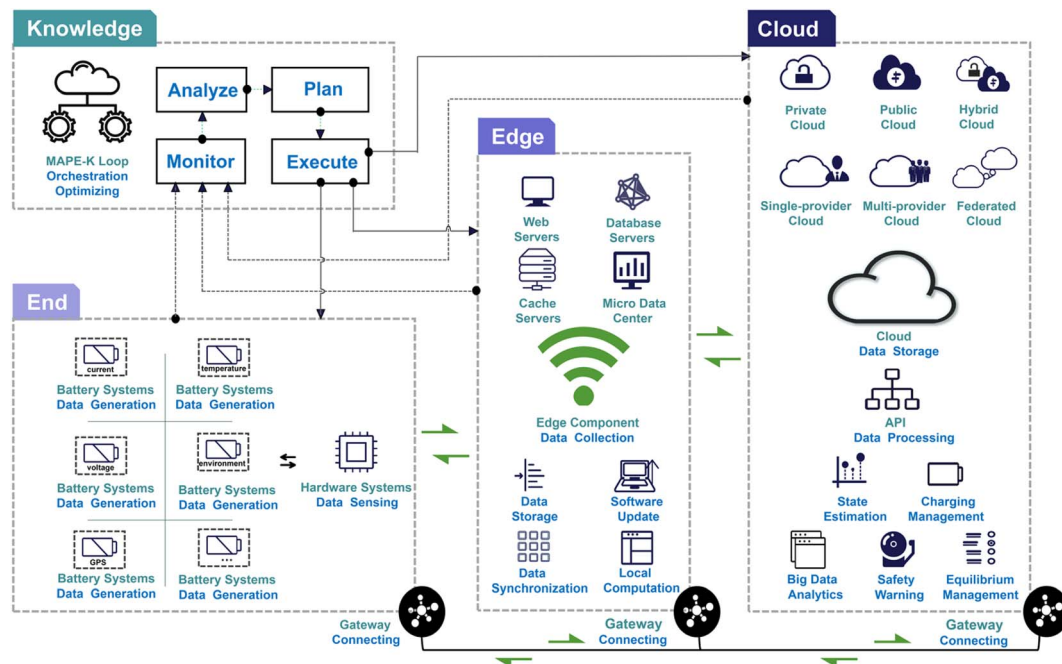 Knowledge
MAPE-K Loop
Orchestration
Optimizing
Analyze
Plan
Monitor
Execute
End
current
Battery Systems
Data Generation
temperature
Battery Systems
Data Generation
voltage
Battery Systems
Data Generation
environment
Battery Systems
Data Generation
GPS
Battery Systems
Data Generation
...
Battery Systems
Data Generation
Hardware Systems
Data Sensing
Gateway
Connecting
Edge
Web
Servers
Database
Servers
Cache
Servers
Micro Data
Center
Edge Component
Data Collection
Data
Storage
Software
Update
Data
Synchronization
Local
Computation
Gateway
Connecting
Cloud
Private
Cloud
Public
Cloud
Hybrid
Cloud
Single-provider
Cloud
Multi-provider
Cloud
Federated
Cloud
Cloud
Data Storage
API
Data Processing
State
Estimation
Charging
Management
Big Data
Analytics
Safety
Warning
Equilibrium
Management
Gateway
Connecting